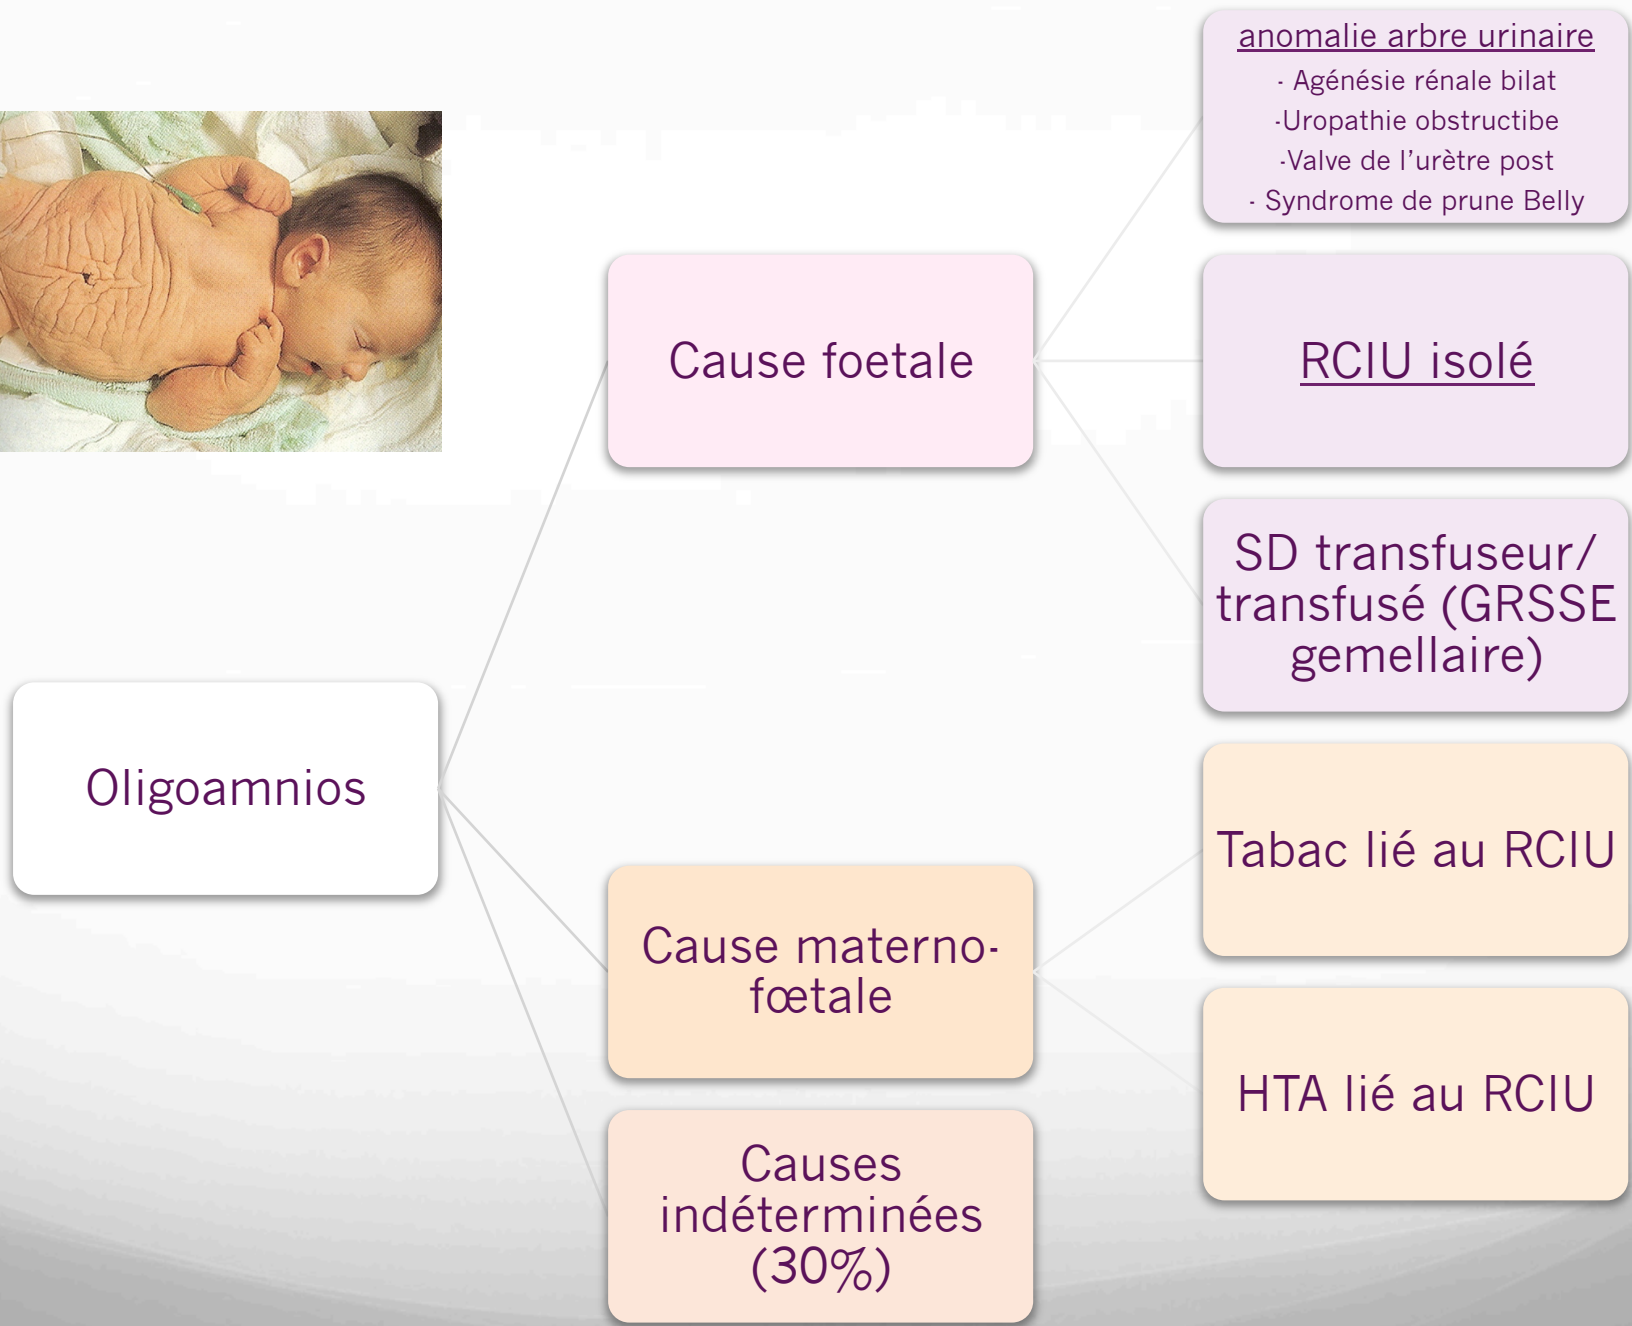 Oligoamnios
Cause foetale
anomalie arbre urinaire
- Agénésie rénale bilat
-Uropathie obstructibe
-Valve de l'urètre post
- Syndrome de prune Belly
RCIU isolé
SD transfuseur/
transfusé (GRSSE
gemellaire)
Cause materno-
fœtale
Tabac lié au RCIU
HTA lié au RCIU
Causes
indéterminées
(30%)